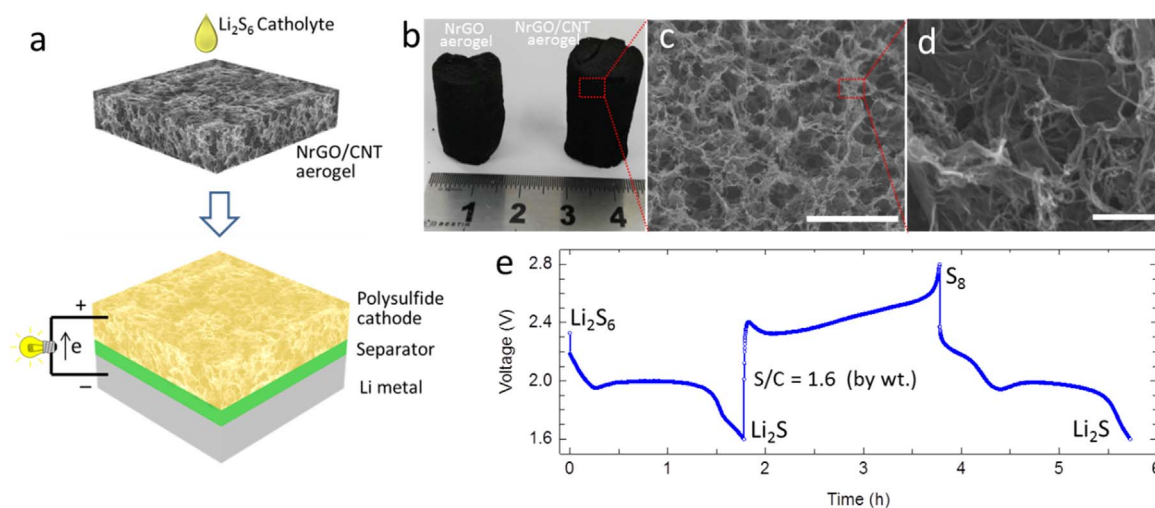 a
Li₂S₆ Catholyte
NrGO/CNT
aerogel
+
e
−
Polysulfide
cathode
Separator
Li metal
b
NrGO
aerogel
NrGO/CNT
aerogel
1 2 3 4
c
d
e
2.8
2.4
2.0
1.6
Voltage (V)
Li₂S₆
Li₂S
S/C = 1.6 (by wt.)
S₈
Li₂S
0 1 2 3 4 5 6
Time (h)